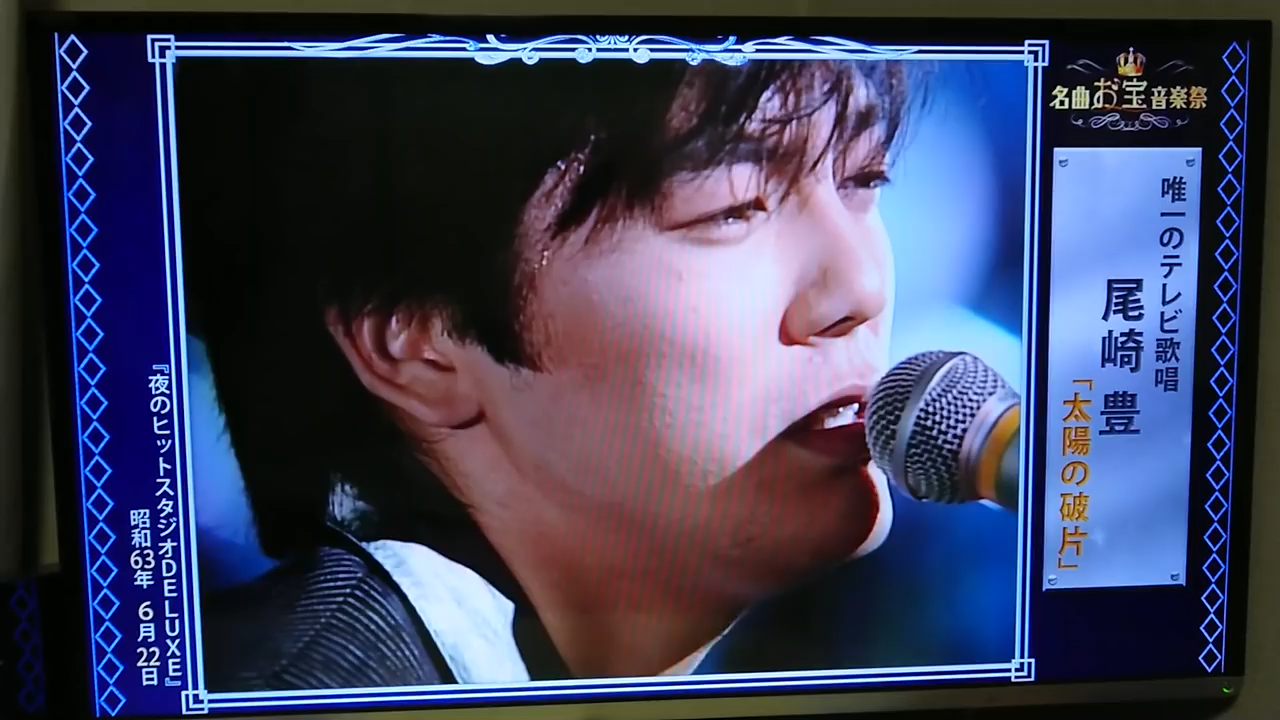 名曲お宝音楽祭
唯一のテレビ歌唱
尾崎 豊
「太陽の破片」
『夜のヒットスタジオDELUXE』
昭和63年 6月 22日